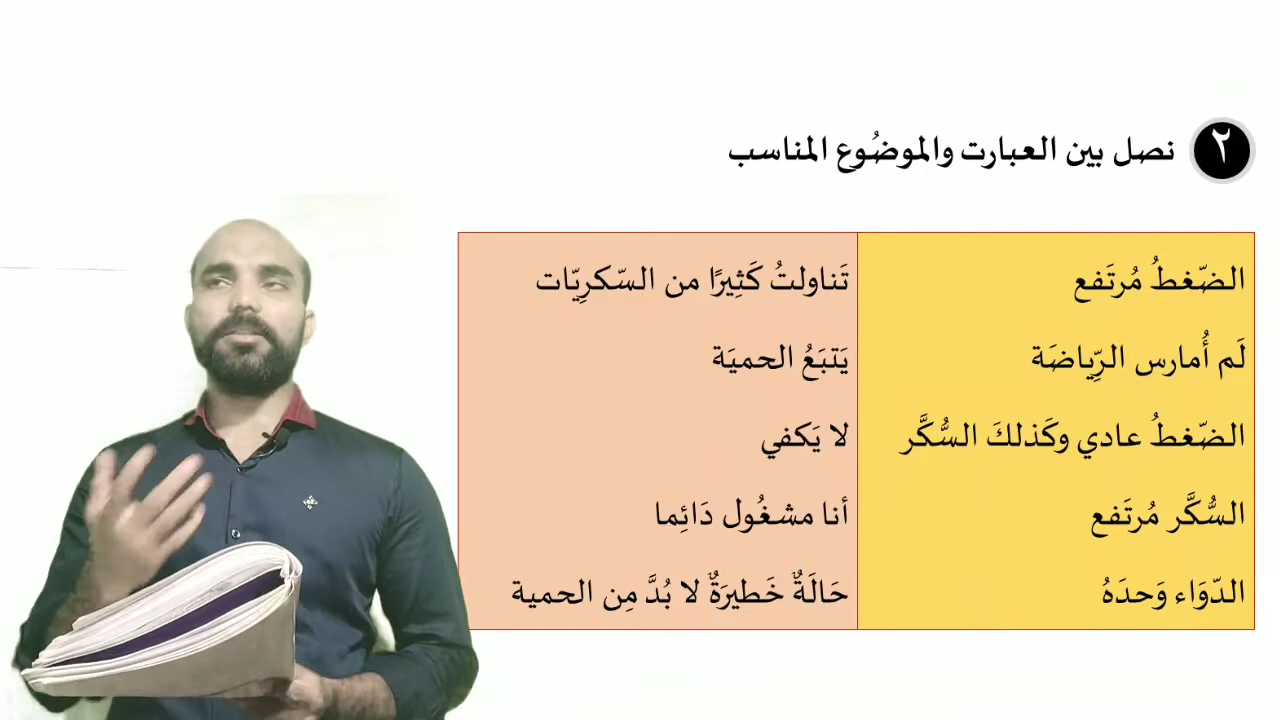 ٢ نصل بين العبارت والموضُوع المناسب
الضّغطُ مُرتَفع
تَناولتُ كَثِيرًا من السّكرِيّات
لَم أُمارس الرِّياضَة
يَتبَعُ الحميَة
الضّغطُ عادي وكَذلكَ السُّكَّر
لا يَكفي
السُّكَّر مُرتَفع
أنا مشغُول دَائِما
الدّوَاء وَحدَهُ
حَالَةٌ خَطيرَةٌ لا بُدَّ مِن الحمية